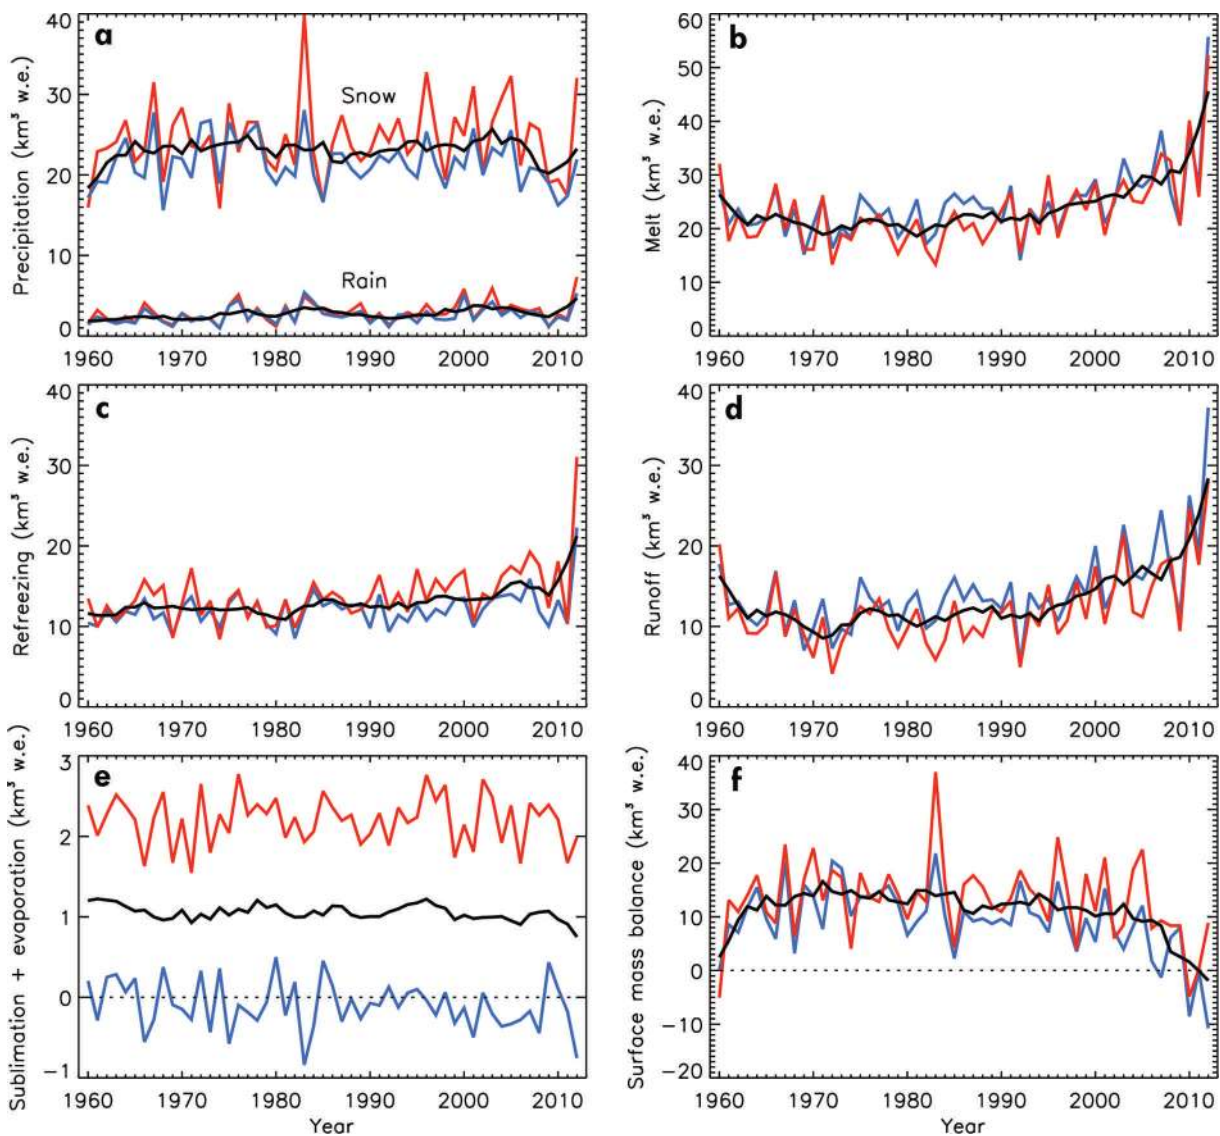 a
Precipitation (km³ w.e.)
40
30
20
10
0
Snow
Rain
1960 1970 1980 1990 2000 2010
b
Melt (km³ w.e.)
60
50
40
30
20
10
0
1960 1970 1980 1990 2000 2010
c
Refreezing (km³ w.e.)
40
30
20
10
0
1960 1970 1980 1990 2000 2010
d
Runoff (km³ w.e.)
40
30
20
10
0
1960 1970 1980 1990 2000 2010
e
Sublimation + evaporation (km³ w.e.)
3
2
1
0
−1
1960 1970 1980 1990 2000 2010
Year
f
Surface mass balance (km³ w.e.)
40
30
20
10
0
−10
−20
1960 1970 1980 1990 2000 2010
Year